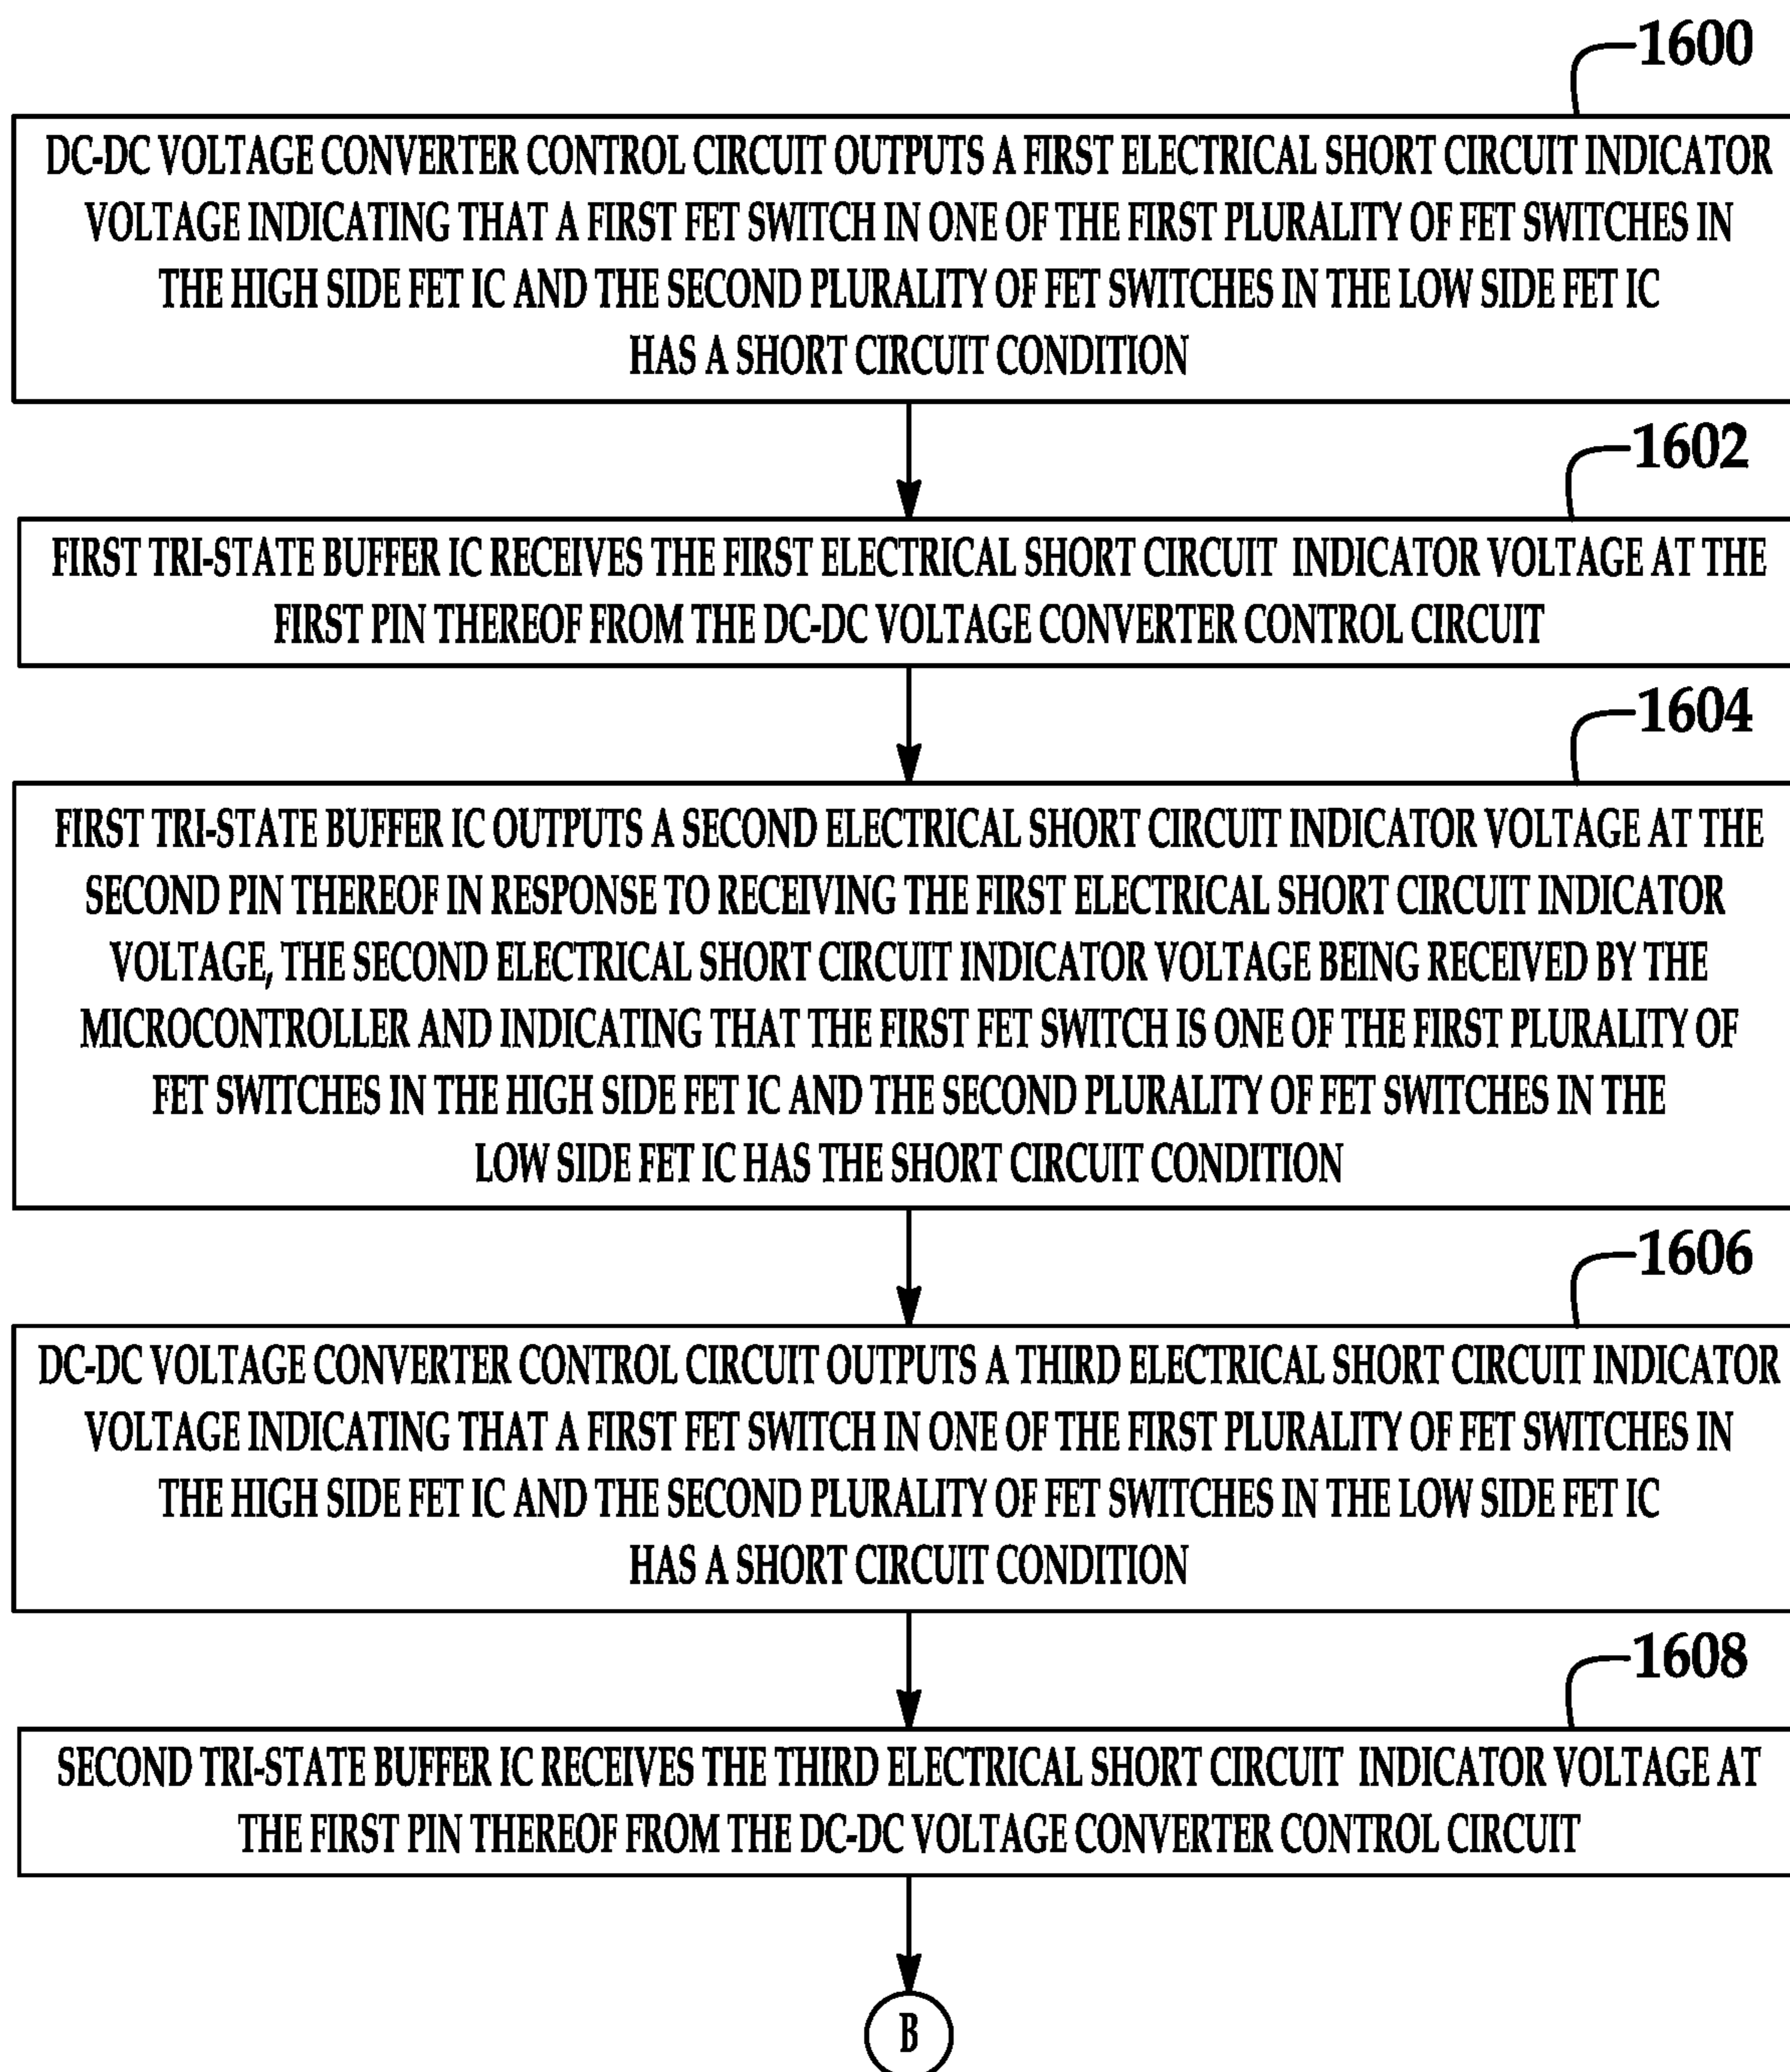 1600
DC-DC VOLTAGE CONVERTER CONTROL CIRCUIT OUTPUTS A FIRST ELECTRICAL SHORT CIRCUIT INDICATOR
VOLTAGE INDICATING THAT A FIRST FET SWITCH IN ONE OF THE FIRST PLURALITY OF FET SWITCHES IN
THE HIGH SIDE FET IC AND THE SECOND PLURALITY OF FET SWITCHES IN THE LOW SIDE FET IC
HAS A SHORT CIRCUIT CONDITION
1602
FIRST TRI-STATE BUFFER IC RECEIVES THE FIRST ELECTRICAL SHORT CIRCUIT INDICATOR VOLTAGE AT THE
FIRST PIN THEREOF FROM THE DC-DC VOLTAGE CONVERTER CONTROL CIRCUIT
1604
FIRST TRI-STATE BUFFER IC OUTPUTS A SECOND ELECTRICAL SHORT CIRCUIT INDICATOR VOLTAGE AT THE
SECOND PIN THEREOF IN RESPONSE TO RECEIVING THE FIRST ELECTRICAL SHORT CIRCUIT INDICATOR
VOLTAGE, THE SECOND ELECTRICAL SHORT CIRCUIT INDICATOR VOLTAGE BEING RECEIVED BY THE
MICROCONTROLLER AND INDICATING THAT THE FIRST FET SWITCH IS ONE OF THE FIRST PLURALITY OF
FET SWITCHES IN THE HIGH SIDE FET IC AND THE SECOND PLURALITY OF FET SWITCHES IN THE
LOW SIDE FET IC HAS THE SHORT CIRCUIT CONDITION
1606
DC-DC VOLTAGE CONVERTER CONTROL CIRCUIT OUTPUTS A THIRD ELECTRICAL SHORT CIRCUIT INDICATOR
VOLTAGE INDICATING THAT A FIRST FET SWITCH IN ONE OF THE FIRST PLURALITY OF FET SWITCHES IN
THE HIGH SIDE FET IC AND THE SECOND PLURALITY OF FET SWITCHES IN THE LOW SIDE FET IC
HAS A SHORT CIRCUIT CONDITION
1608
SECOND TRI-STATE BUFFER IC RECEIVES THE THIRD ELECTRICAL SHORT CIRCUIT INDICATOR VOLTAGE AT
THE FIRST PIN THEREOF FROM THE DC-DC VOLTAGE CONVERTER CONTROL CIRCUIT
B